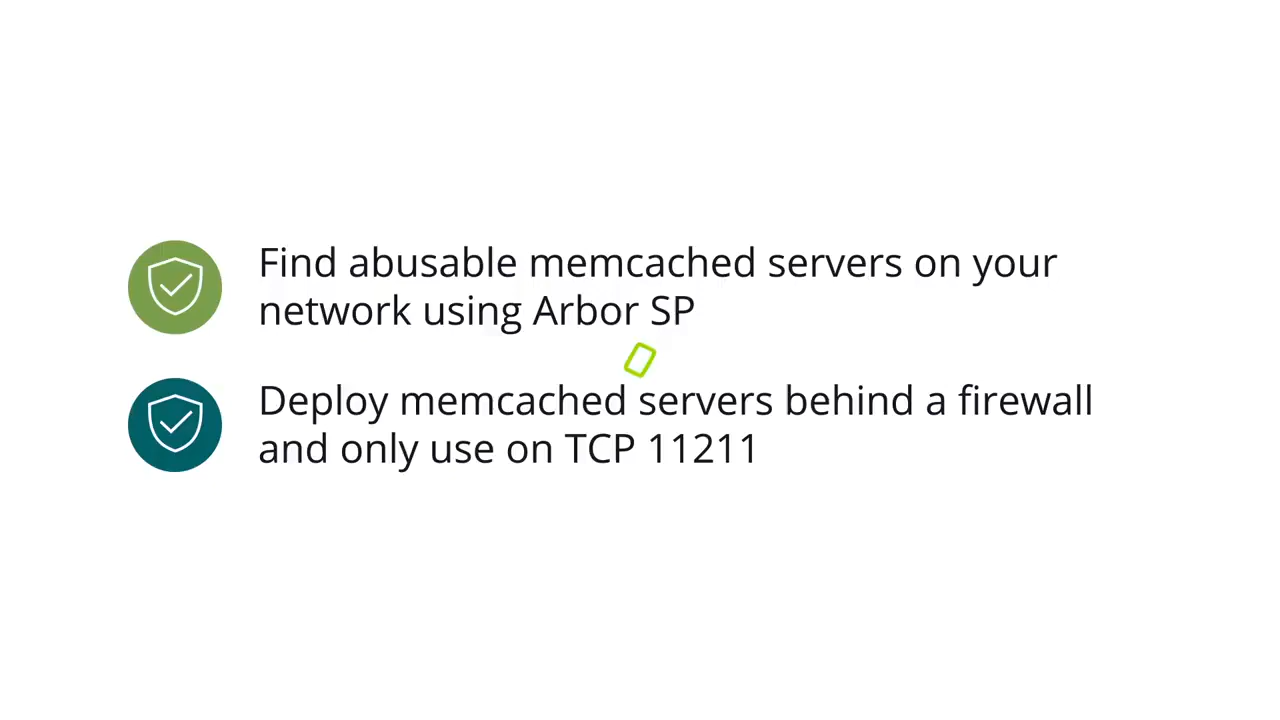 Find abusable memcached servers on your
network using Arbor SP
Deploy memcached servers behind a firewall
and only use on TCP 11211